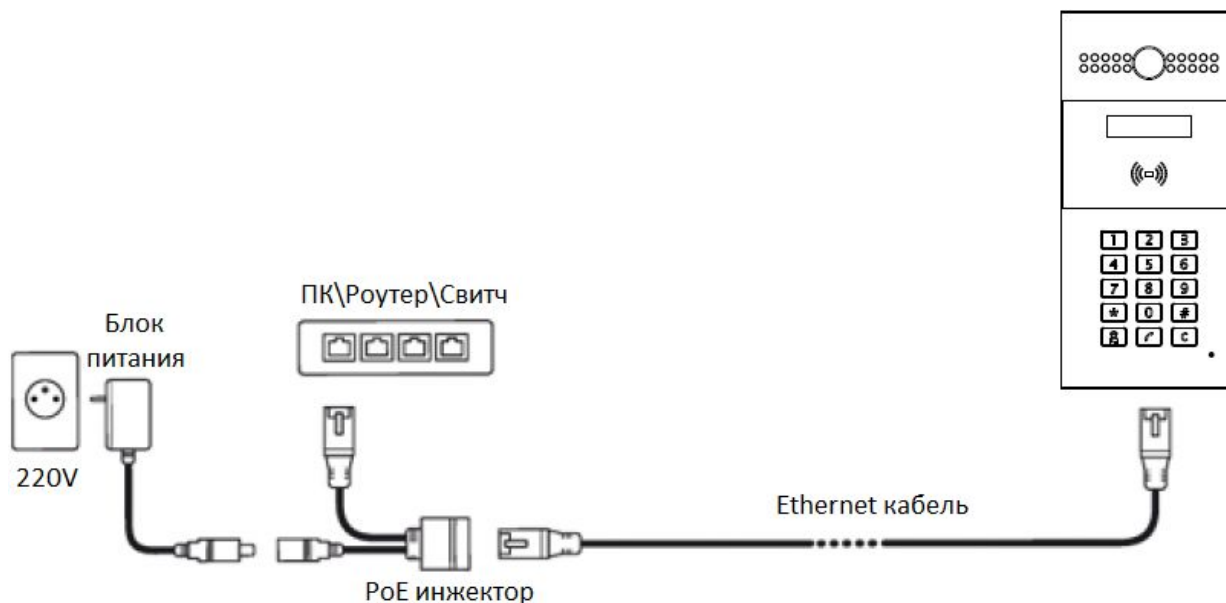 ПК\Роутер\Свитч
Блок
питания
220V
Ethernet кабель
PoE инжектор
1 2 3
4 5 6
7 8 9
* 0 #
C